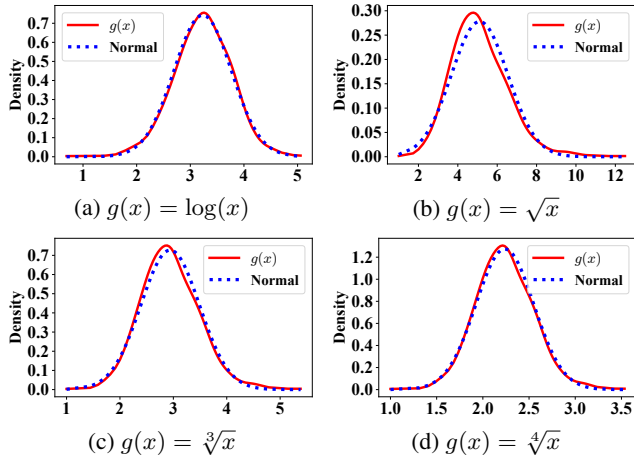 Density
0.7
0.6
0.5
0.4
0.3
0.2
0.1
0.0
1 2 3 4 5
g(x)
Normal
(a) g(x) = log(x)
Density
0.30
0.25
0.20
0.15
0.10
0.05
0.00
2 4 6 8 10 12
g(x)
Normal
(b) g(x) = √x
Density
0.7
0.6
0.5
0.4
0.3
0.2
0.1
0.0
1 2 3 4 5
g(x)
Normal
(c) g(x) = ∛x
Density
1.2
1.0
0.8
0.6
0.4
0.2
0.0
1.0 1.5 2.0 2.5 3.0 3.5
g(x)
Normal
(d) g(x) = ∜x